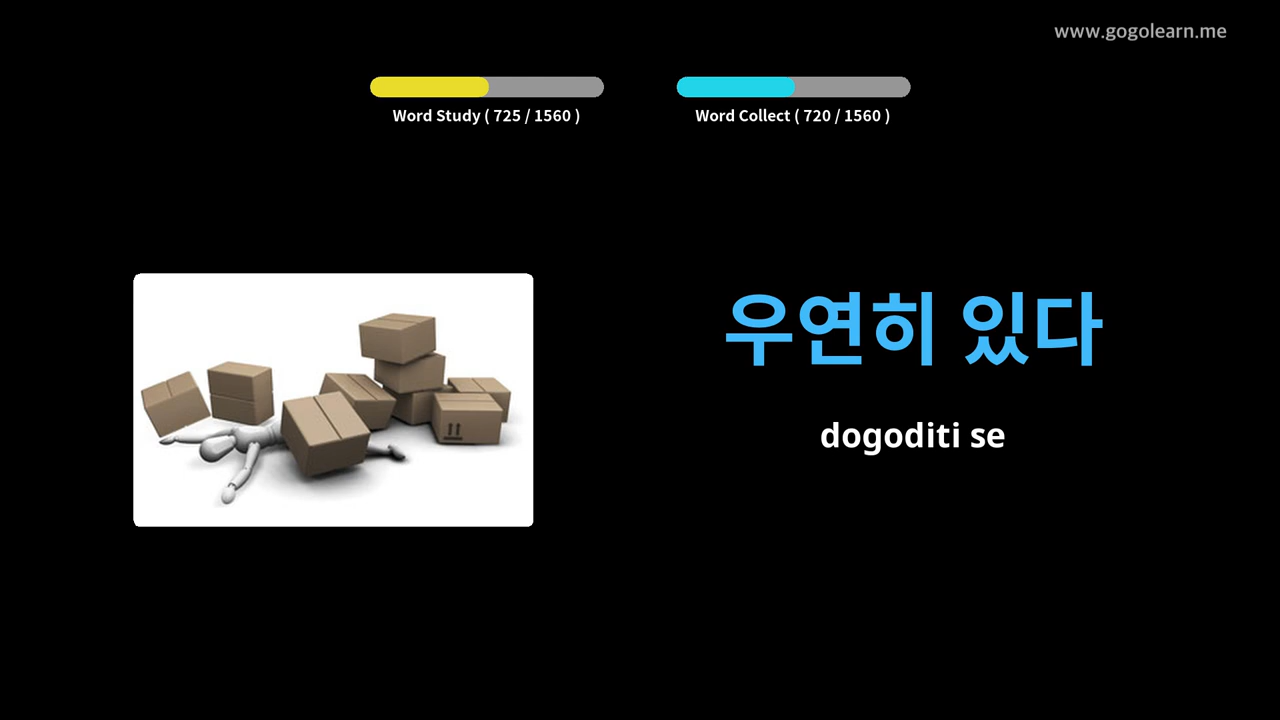 www.gogolearn.me
Word Study ( 725 / 1560 )
Word Collect ( 720 / 1560 )
우연히 있다
dogoditi se